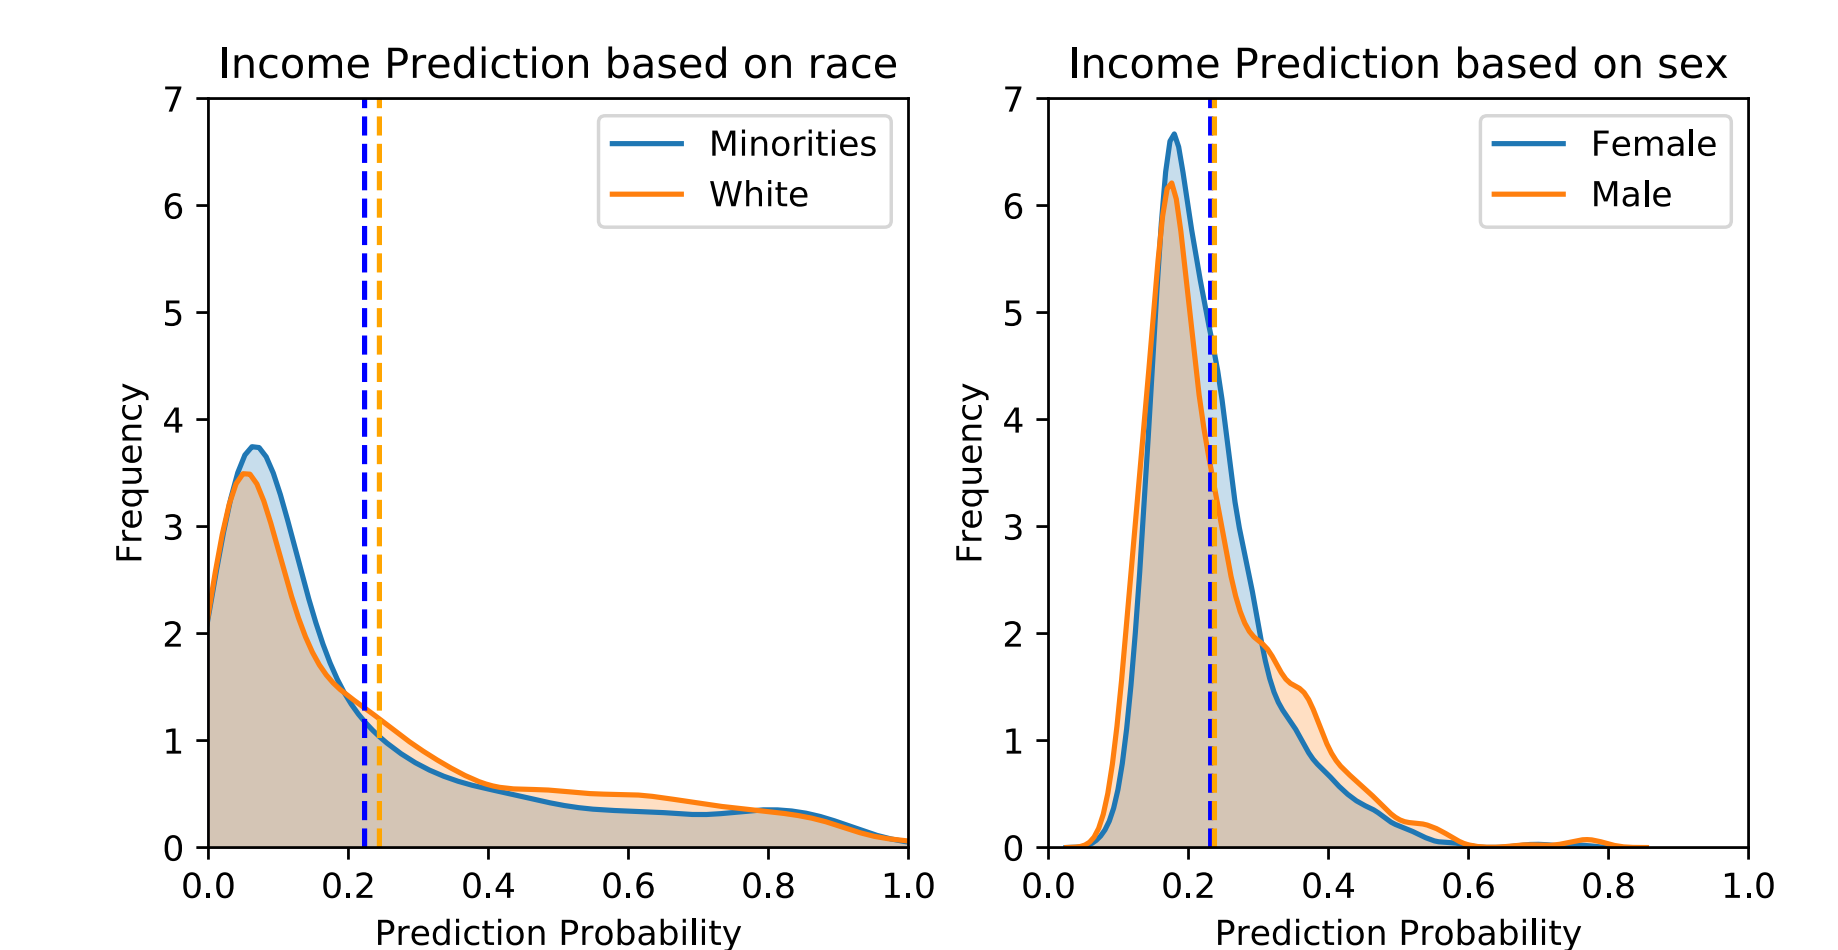 Income Prediction based on race
7
6
5
4
3
2
1
0
Frequency
Minorities
White
0.0 0.2 0.4 0.6 0.8 1.0
Prediction Probability
Income Prediction based on sex
7
6
5
4
3
2
1
0
Frequency
Female
Male
0.0 0.2 0.4 0.6 0.8 1.0
Prediction Probability